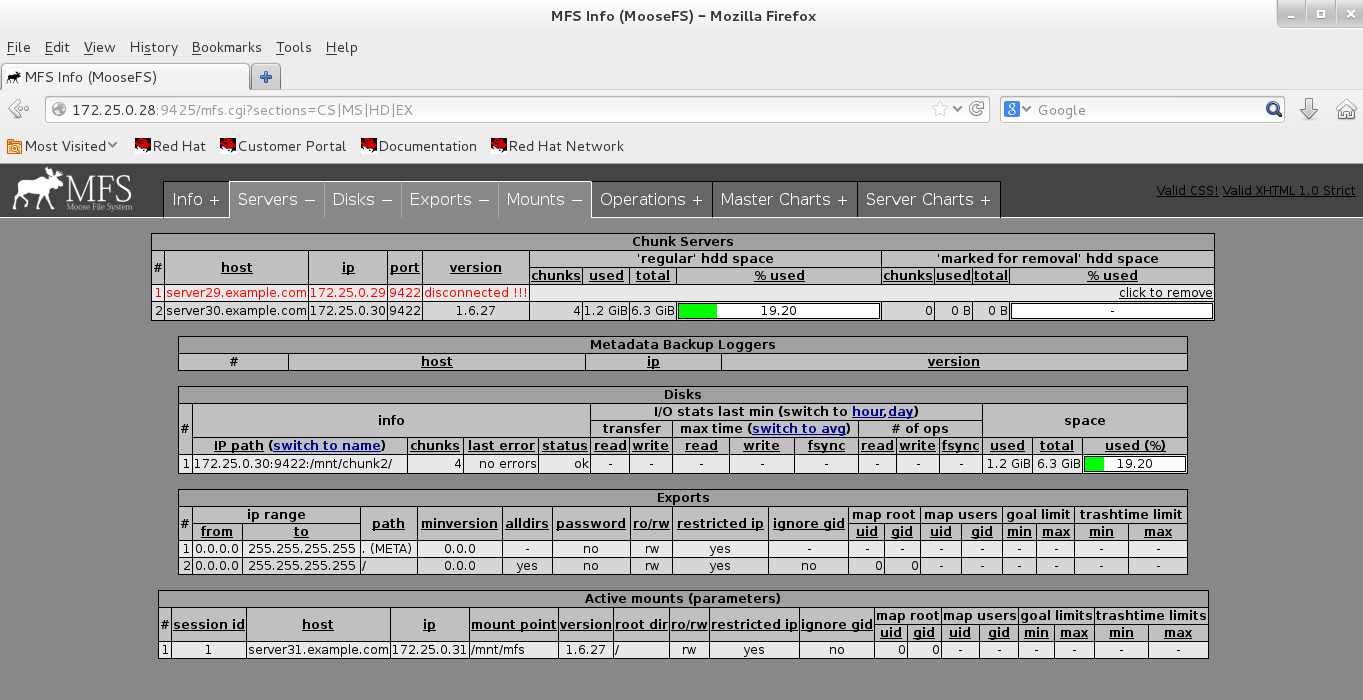 MFS Info (MooseFS) - Mozilla Firefox
File Edit View History Bookmarks Tools Help
MFS Info (MooseFS)
172.25.0.28:9425/mfs.cgi?sections=CS|MS|HD|EX
Google
Most Visited Red Hat Customer Portal Documentation Red Hat Network
MFS
Moose File System
Info + Servers − Disks − Exports − Mounts − Operations + Master Charts + Server Charts +
Valid CSS! Valid XHTML 1.0 Strict
Chunk Servers
# host ip port version 'regular' hdd space 'marked for removal' hdd space
chunks used total % used chunks used total % used
1 server29.example.com 172.25.0.29 9422 disconnected !!! click to remove
2 server30.example.com 172.25.0.30 9422 1.6.27 4 1.2 GiB 6.3 GiB 19.20 0 0 B 0 B -
Metadata Backup Loggers
# host ip version
Disks
# info I/O stats last min (switch to hour,day) space
transfer max time (switch to avg) # of ops
IP path (switch to name) chunks last error status read write read write fsync read write fsync used total used (%)
1 172.25.0.30:9422:/mnt/chunk2/ 4 no errors ok - - - - - - - - 1.2 GiB 6.3 GiB 19.20
Exports
# ip range path minversion alldirs password ro/rw restricted ip ignore gid map root map users goal limit trashtime limit
from to uid gid uid gid min max min max
1 0.0.0.0 255.255.255.255 . (META) 0.0.0 - no rw yes - - - - - - - - -
2 0.0.0.0 255.255.255.255 / 0.0.0 yes no rw yes no 0 0 - - - - - -
Active mounts (parameters)
# session id host ip mount point version root dir ro/rw restricted ip ignore gid map root map users goal limits trashtime limits
uid gid uid gid min max min max
1 1 server31.example.com 172.25.0.31 /mnt/mfs 1.6.27 / rw yes no 0 0 - - - - - -